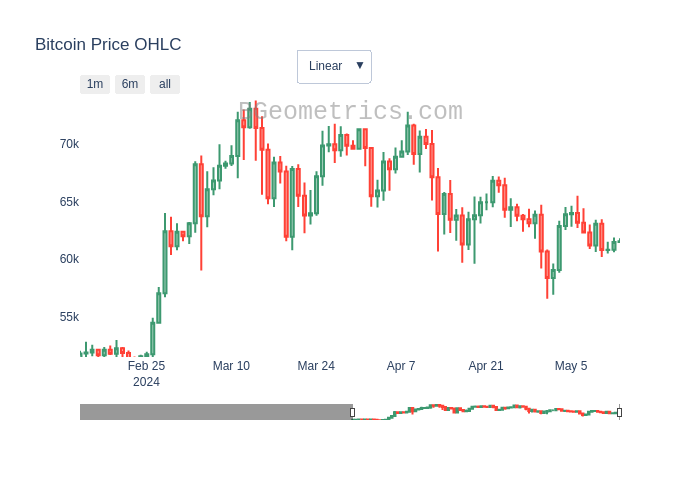 Bitcoin Price OHLC
Linear ▼
1m 6m all
BGeometrics.com
70k
65k
60k
55k
Feb 25 Mar 10 Mar 24 Apr 7 Apr 21 May 5
2024